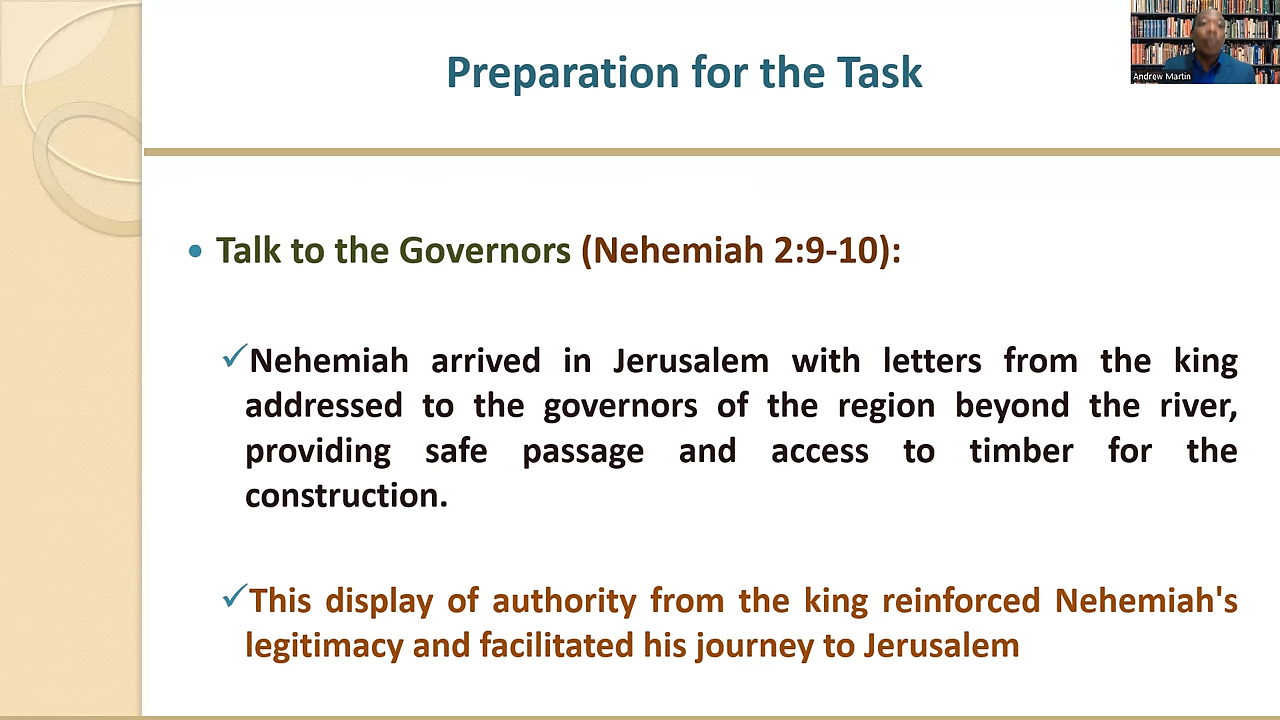 Preparation for the Task
Andrew Martin
• Talk to the Governors (Nehemiah 2:9-10):
✓Nehemiah arrived in Jerusalem with letters from the king
addressed to the governors of the region beyond the river,
providing safe passage and access to timber for the
construction.
✓This display of authority from the king reinforced Nehemiah's
legitimacy and facilitated his journey to Jerusalem